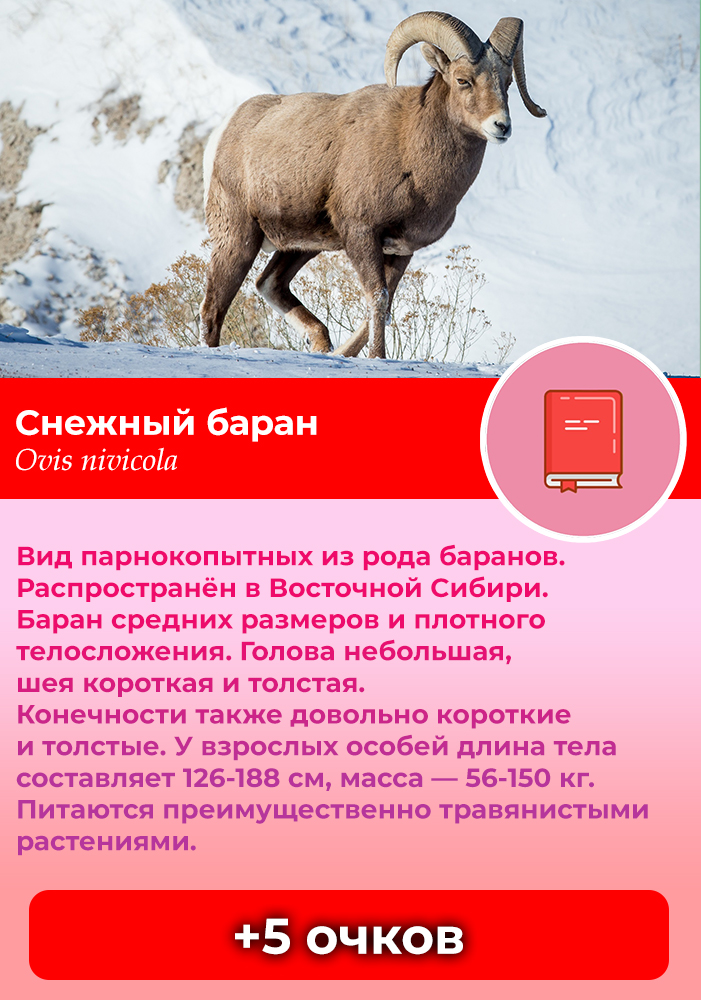 Снежный баран
Ovis nivicola
Вид парнокопытных из рода баранов.
Распространён в Восточной Сибири.
Баран средних размеров и плотного
телосложения. Голова небольшая,
шея короткая и толстая.
Конечности также довольно короткие
и толстые. У взрослых особей длина тела
составляет 126-188 см, масса — 56-150 кг.
Питаются преимущественно травянистыми
растениями.
+5 очков